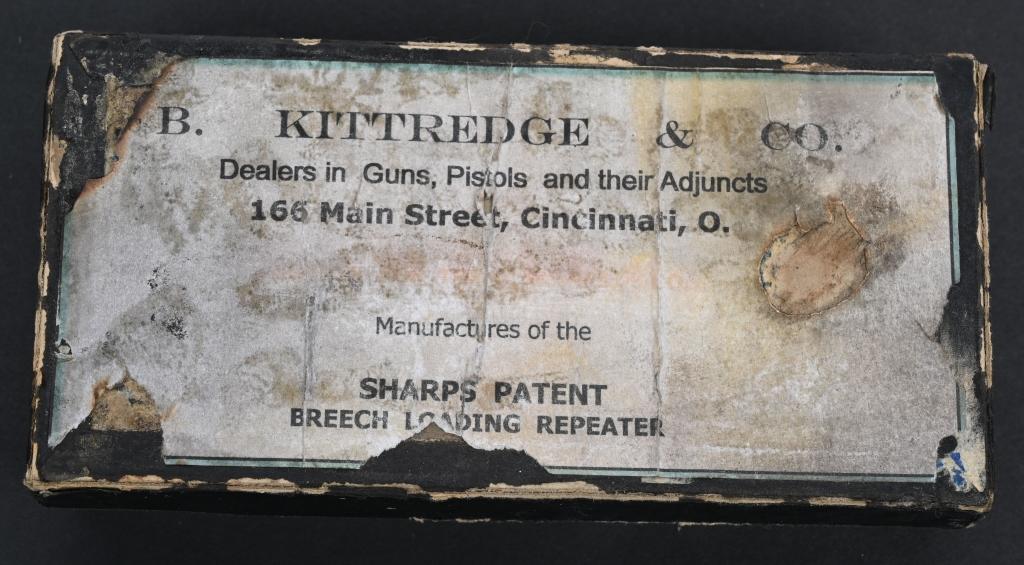 B. KITTREDGE & CO.
Dealers in Guns, Pistols and their Adjuncts
166 Main Street, Cincinnati, O.
Manufactures of the
SHARPS PATENT
BREECH LOADING REPEATER